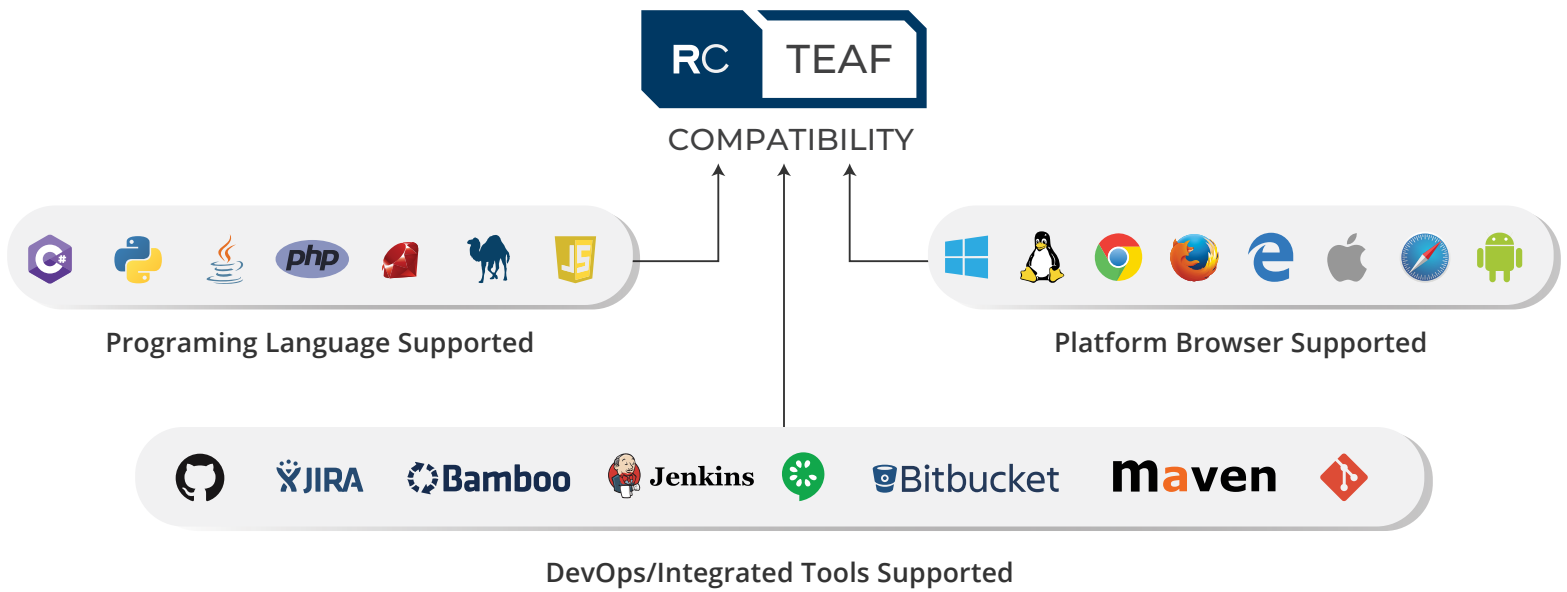 RC TEAF
COMPATIBILITY
C#
php
JS
Programing Language Supported
Platform Browser Supported
JIRA
Bamboo
Jenkins
Bitbucket
maven
DevOps/Integrated Tools Supported